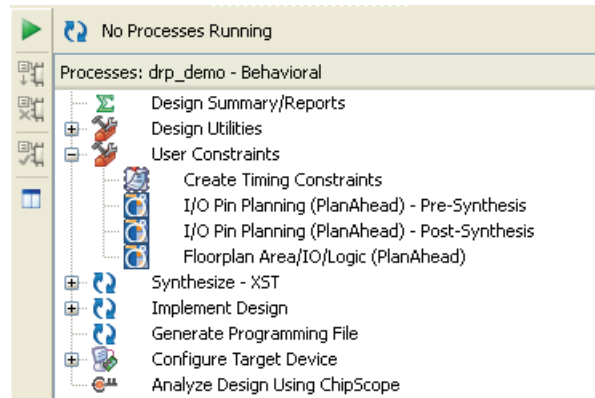 No Processes Running
Processes: drp_demo - Behavioral
Design Summary/Reports
Design Utilities
User Constraints
Create Timing Constraints
I/O Pin Planning (PlanAhead) - Pre-Synthesis
I/O Pin Planning (PlanAhead) - Post-Synthesis
Floorplan Area/IO/Logic (PlanAhead)
Synthesize - XST
Implement Design
Generate Programming File
Configure Target Device
Analyze Design Using ChipScope